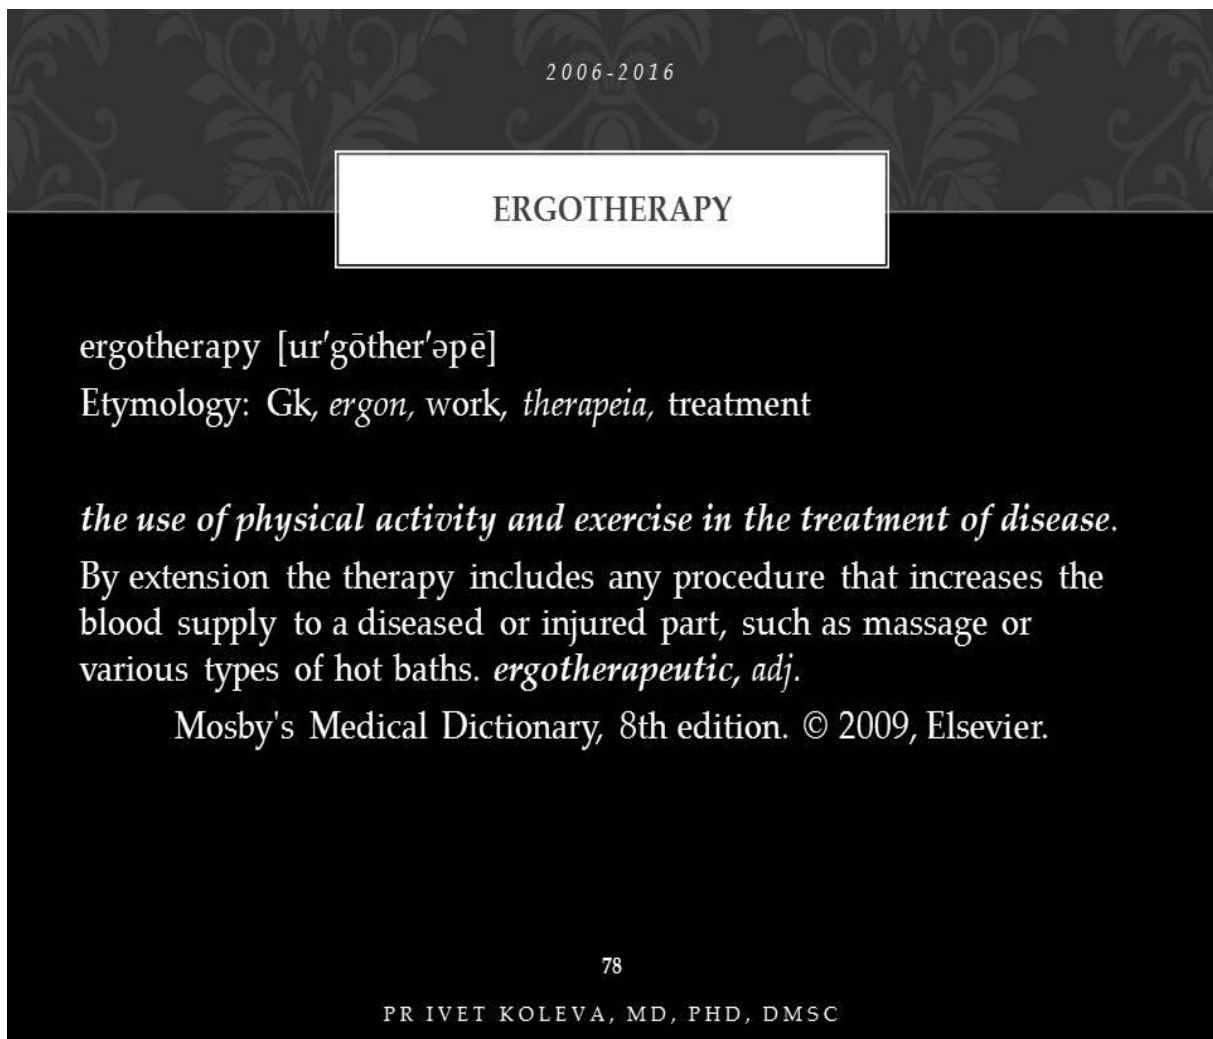 2006-2016
ERGOTHERAPY
ergotherapy [ur′gōther′əpē]
Etymology: Gk, ergon, work, therapeia, treatment
the use of physical activity and exercise in the treatment of disease.
By extension the therapy includes any procedure that increases the
blood supply to a diseased or injured part, such as massage or
various types of hot baths. ergotherapeutic, adj.
Mosby's Medical Dictionary, 8th edition. © 2009, Elsevier.
78
PR IVET KOLEVA, MD, PHD, DMSC